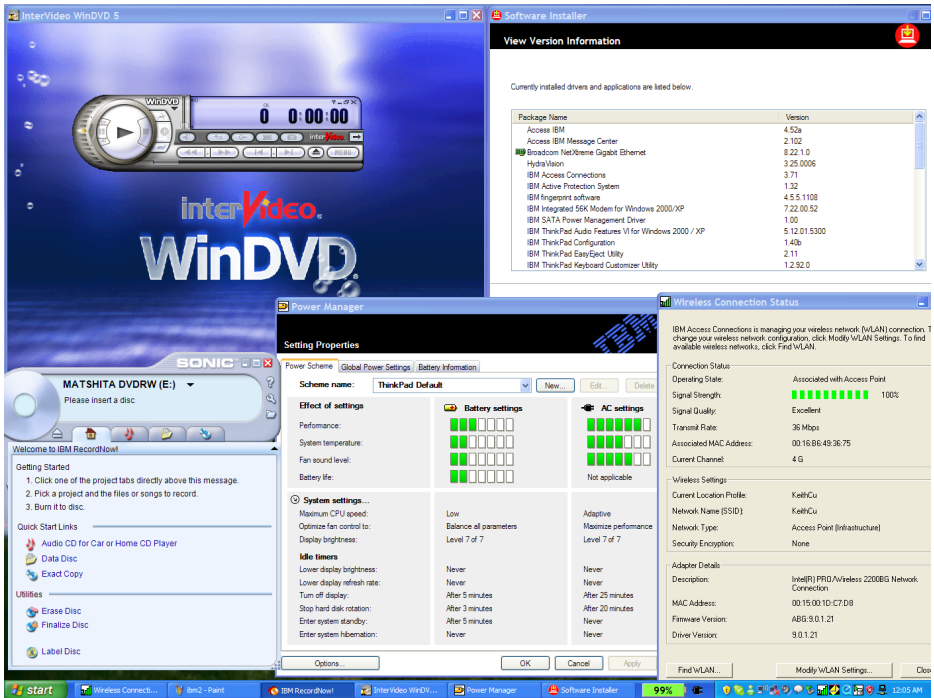 InterVideo WinDVD 5
WinDVD
0 0:00:00
interVideo
MENU
interVideo.
WinDVD.
Software Installer
View Version Information
Currently installed drivers and applications are listed below.
Package Name Version
Access IBM 4.52a
Access IBM Message Center 2.102
Broadcom NetXtreme Gigabit Ethernet 8.22.1.0
HydraVision 3.25.0006
IBM Access Connections 3.71
IBM Active Protection System 1.32
IBM fingerprint software 4.5.5.1108
IBM Integrated 56K Modem for Windows 2000/XP 7.22.00.52
IBM SATA Power Management Driver 1.00
IBM ThinkPad Audio Features VI for Windows 2000 / XP 5.12.01.5300
IBM ThinkPad Configuration 1.40b
IBM ThinkPad EasyEject Utility 2.11
IBM ThinkPad Keyboard Customizer Utility 1.2.92.0
SONIC
MATSHITA DVDRW (E:)
Please insert a disc
Welcome to IBM RecordNow!
Getting Started
1. Click one of the project tabs directly above this message.
2. Pick a project and the files or songs to record.
3. Burn it to disc.
Quick Start Links
Audio CD for Car or Home CD Player
Data Disc
Exact Copy
Utilities
Erase Disc
Finalize Disc
Label Disc
Power Manager
IBM
Setting Properties
Power Scheme Global Power Settings Battery Information
Scheme name: ThinkPad Default New... Edit... Delete
Effect of settings Battery settings AC settings
Performance:
System temperature:
Fan sound level:
Battery life: Not applicable
System settings...
Maximum CPU speed: Low Adaptive
Optimize fan control to: Balance all parameters Maximize performance
Display brightness: Level 7 of 7 Level 7 of 7
Idle timers
Lower display brightness: Never Never
Lower display refresh rate: Never Never
Turn off display: After 5 minutes After 25 minutes
Stop hard disk rotation: After 3 minutes After 20 minutes
Enter system standby: After 5 minutes Never
Enter system hibernation: Never Never
Options... OK Cancel Apply
Wireless Connection Status
IBM Access Connections is managing your wireless network (WLAN) connection. T
change your wireless network configuration, click Modify WLAN Settings. To find
available wireless networks, click Find WLAN.
Connection Status
Operating State: Associated with Access Point
Signal Strength: 100%
Signal Quality: Excellent
Transmit Rate: 36 Mbps
Associated MAC Address: 00:16:B6:49:36:75
Current Channel: 4 G
Wireless Settings
Current Location Profile: KeithCu
Network Name (SSID): KeithCu
Network Type: Access Point (Infrastructure)
Security Encryption: None
Adapter Details
Description: Intel(R) PRO/Wireless 2200BG Network
Connection
MAC Address: 00:15:00:1D:C7:D8
Firmware Version: ABG:9.0.1.21
Driver Version: 9.0.1.21
Find WLAN... Modify WLAN Settings... Close
start Wireless Connecti... ibm2 - Paint IBM RecordNow! InterVideo WinDV... Power Manager Software Installer 99% 12:05 AM